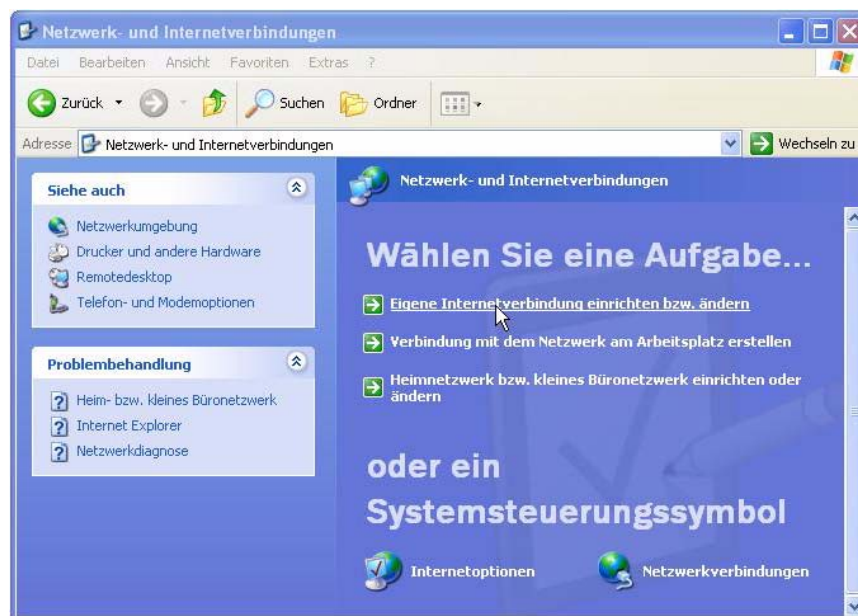 Netzwerk- und Internetverbindungen
Datei Bearbeiten Ansicht Favoriten Extras ?
Zurück Suchen Ordner
Adresse Netzwerk- und Internetverbindungen Wechseln zu
Siehe auch
Netzwerkumgebung
Drucker und andere Hardware
Remotedesktop
Telefon- und Modemoptionen
Problembehandlung
Heim- bzw. kleines Büronetzwerk
Internet Explorer
Netzwerkdiagnose
Netzwerk- und Internetverbindungen
Wählen Sie eine Aufgabe...
Eigene Internetverbindung einrichten bzw. ändern
Verbindung mit dem Netzwerk am Arbeitsplatz erstellen
Heimnetzwerk bzw. kleines Büronetzwerk einrichten oder
ändern
oder ein
Systemsteuerungssymbol
Internetoptionen Netzwerkverbindungen